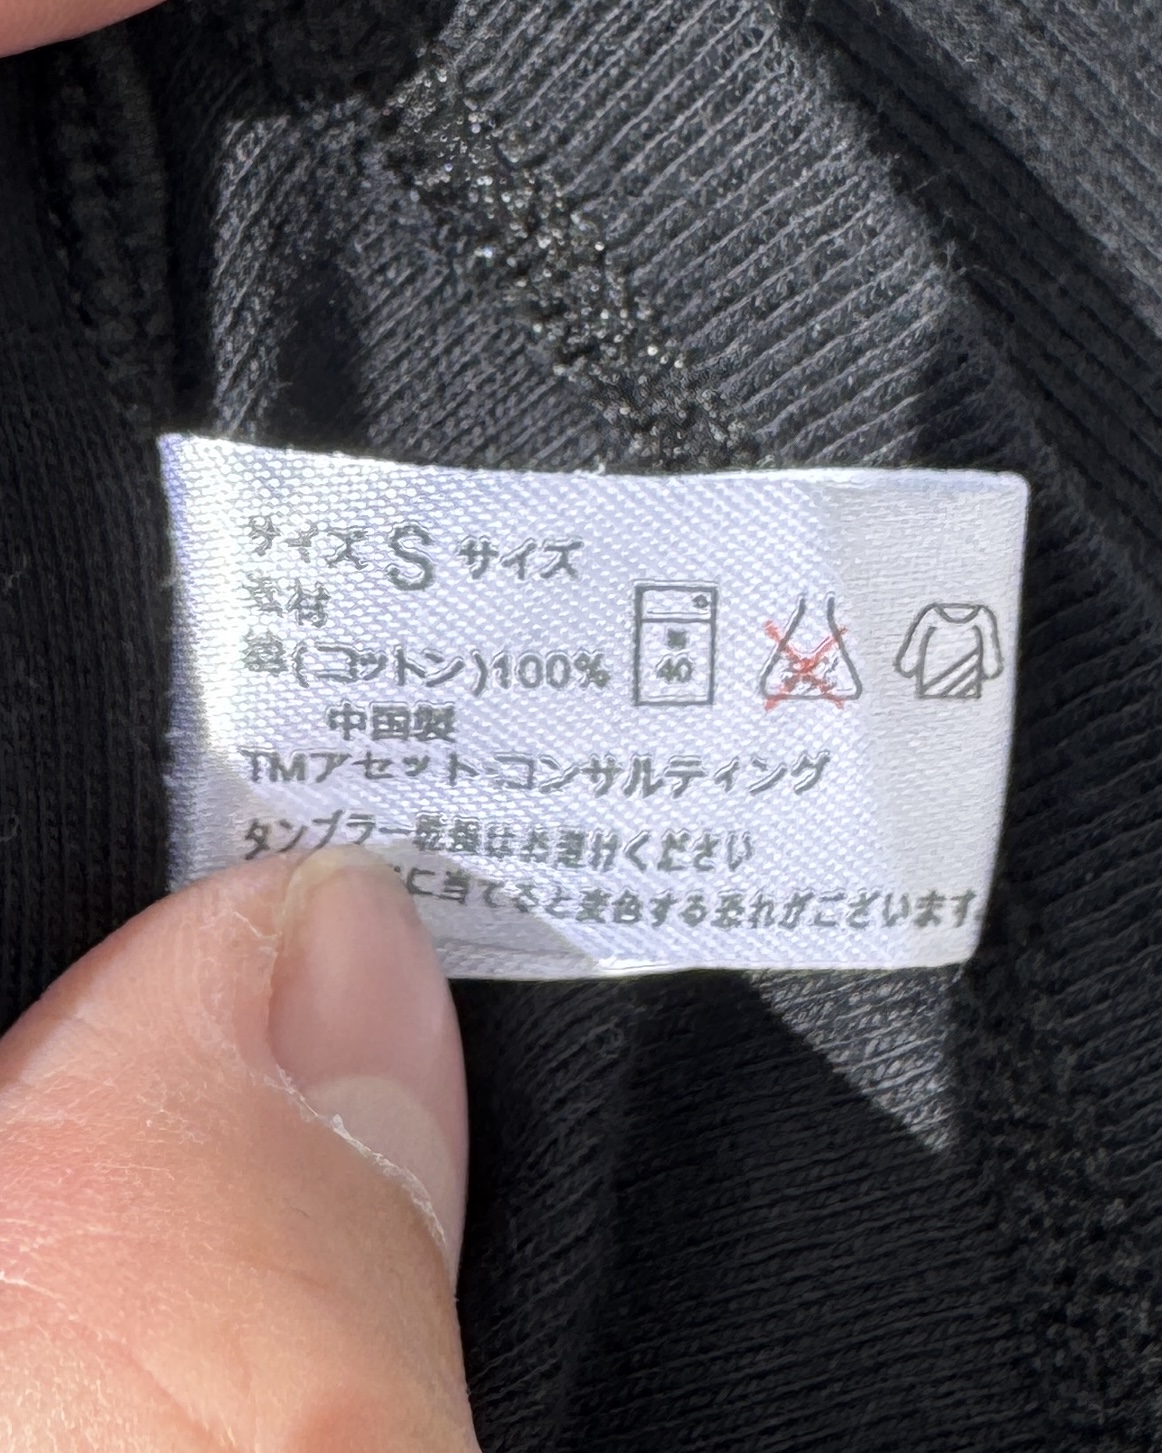 サイズ S サイズ
素材
綿(コットン)100%
弱
40
中国製
TMアセット・コンサルティング
タンブラー乾燥はお避けください
に当てると変色する恐れがございます